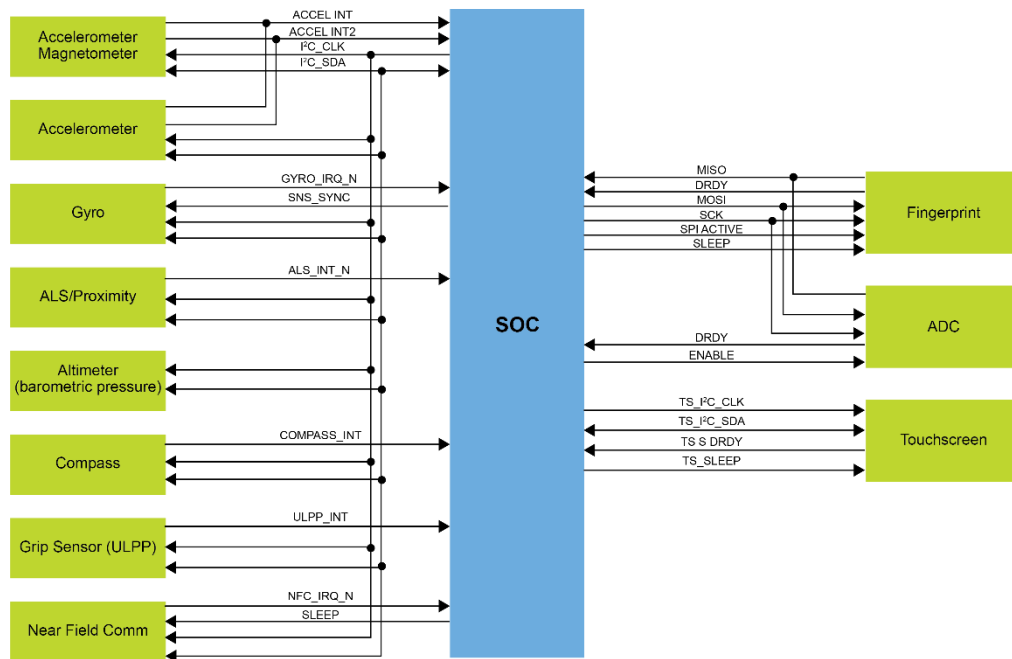 Accelerometer
Magnetometer
ACCEL INT
ACCEL INT2
I²C_CLK
I²C_SDA
Accelerometer
GYRO_IRQ_N
SNS_SYNC
Gyro
ALS_INT_N
ALS/Proximity
Altimeter
(barometric pressure)
COMPASS_INT
Compass
ULPP_INT
Grip Sensor (ULPP)
NFC_IRQ_N
SLEEP
Near Field Comm
SOC
MISO
DRDY
MOSI
SCK
SPI ACTIVE
SLEEP
Fingerprint
ADC
DRDY
ENABLE
TS_I²C_CLK
TS_I²C_SDA
TS S DRDY
TS_SLEEP
Touchscreen